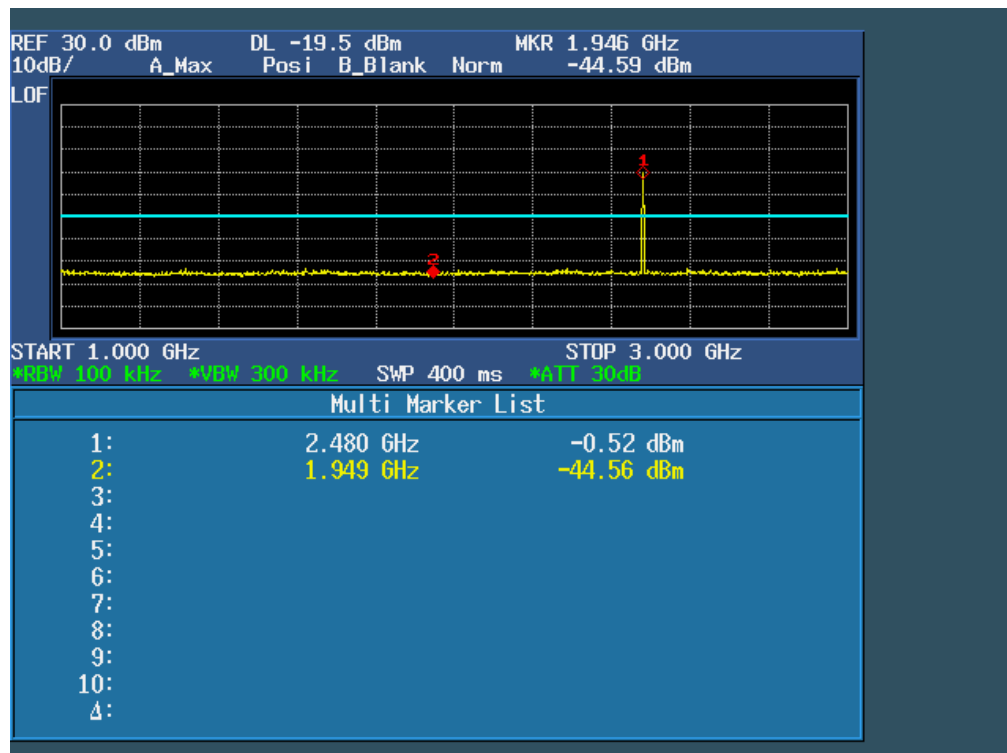 REF 30.0 dBm DL -19.5 dBm MKR 1.946 GHz
10dB/ A_Max Posi B_Blank Norm -44.59 dBm
LOF
1
2
START 1.000 GHz STOP 3.000 GHz
*RBW 100 kHz *VBW 300 kHz SWP 400 ms *ATT 30dB
Multi Marker List
1: 2.480 GHz -0.52 dBm
2: 1.949 GHz -44.56 dBm
3:
4:
5:
6:
7:
8:
9:
10:
Δ: